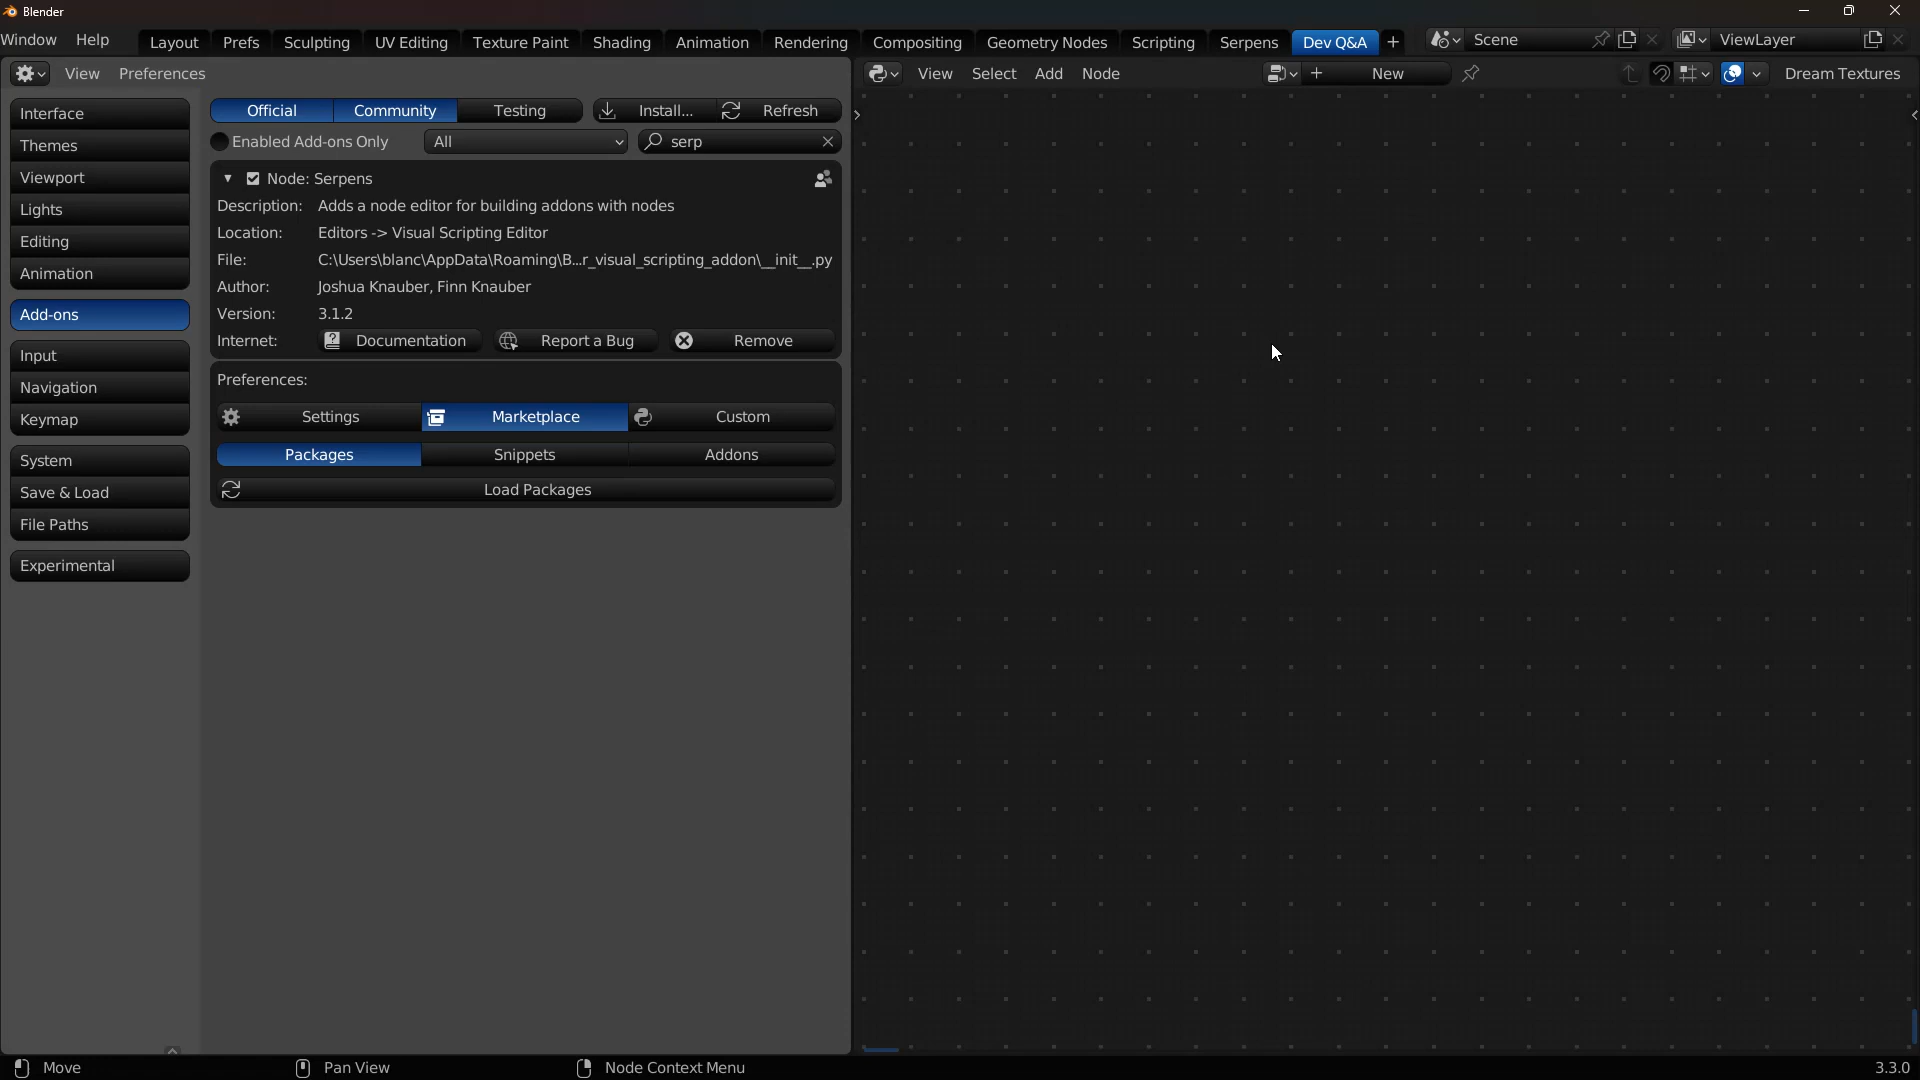 Blender
Window Help Layout Prefs Sculpting UV Editing Texture Paint Shading Animation Rendering Compositing Geometry Nodes Scripting Serpens Dev Q&A + Scene ViewLayer
View Preferences
View Select Add Node + New Dream Textures
Interface
Themes
Viewport
Lights
Editing
Animation
Add-ons
Input
Navigation
Keymap
System
Save & Load
File Paths
Experimental
Official Community Testing Install... Refresh
Enabled Add-ons Only All serp
Node: Serpens
Description: Adds a node editor for building addons with nodes
Location: Editors -> Visual Scripting Editor
File: C:\Users\blanc\AppData\Roaming\B...r_visual_scripting_addon\__init__.py
Author: Joshua Knauber, Finn Knauber
Version: 3.1.2
Internet: Documentation Report a Bug Remove
Preferences:
Settings Marketplace Custom
Packages Snippets Addons
Load Packages
Move Pan View Node Context Menu 3.3.0